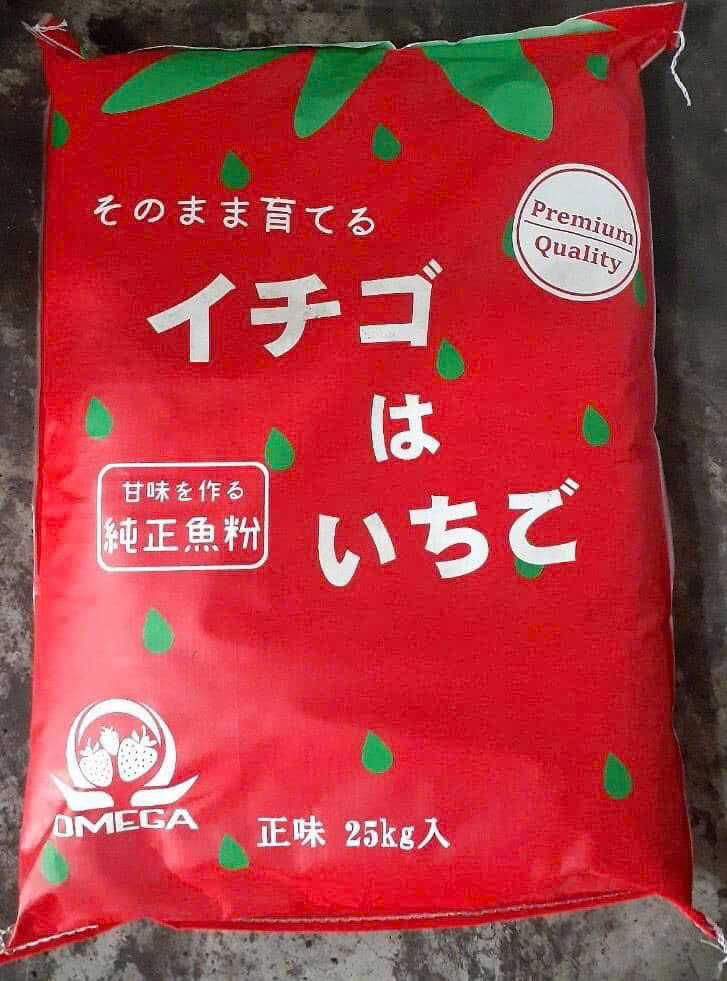 そのまま育てる
Premium
Quality
イチゴ
は
いちご
甘味を作る
純正魚粉
OMEGA
正味 25kg入